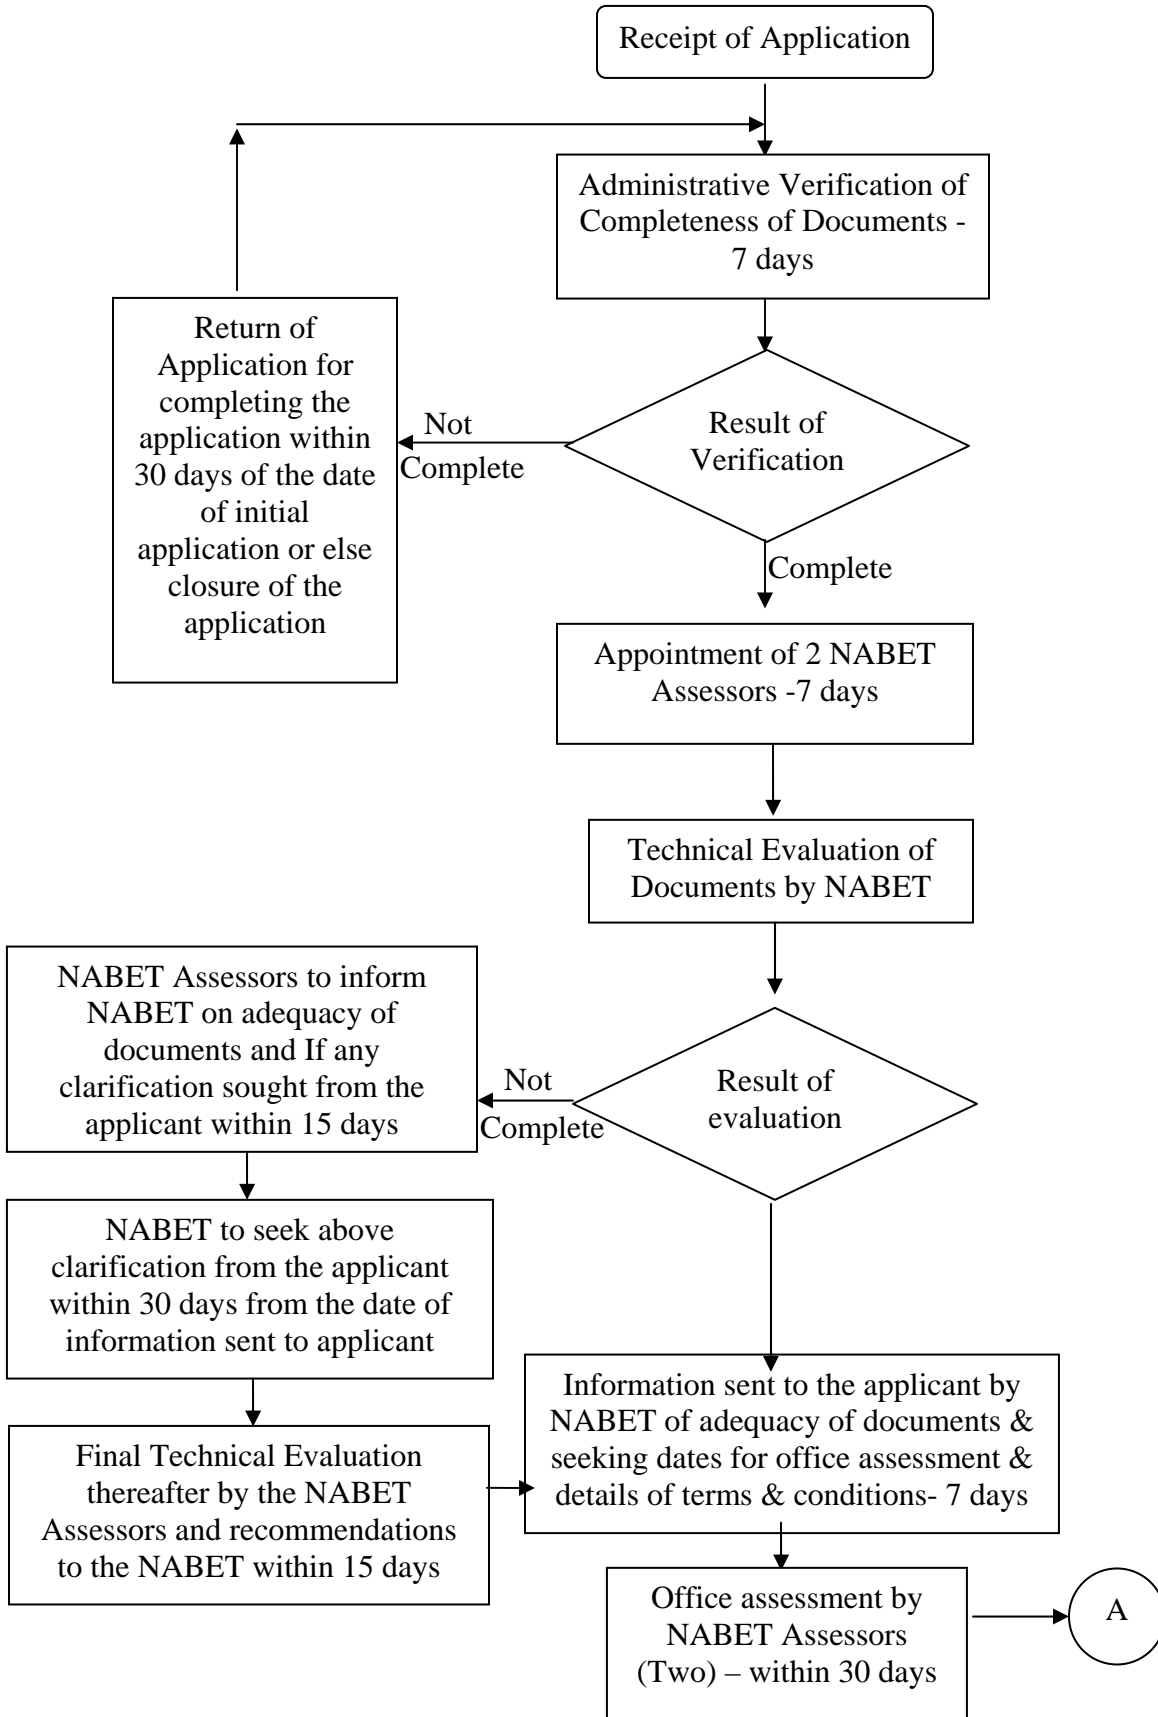 Receipt of Application
Administrative Verification of
Completeness of Documents -
7 days
Return of
Application for
completing the
application within
30 days of the date
of initial
application or else
closure of the
application
Not
Complete
Result of
Verification
Complete
Appointment of 2 NABET
Assessors -7 days
Technical Evaluation of
Documents by NABET
NABET Assessors to inform
NABET on adequacy of
documents and If any
clarification sought from the
applicant within 15 days
Not
Complete
Result of
evaluation
NABET to seek above
clarification from the applicant
within 30 days from the date of
information sent to applicant
Final Technical Evaluation
thereafter by the NABET
Assessors and recommendations
to the NABET within 15 days
Information sent to the applicant by
NABET of adequacy of documents &
seeking dates for office assessment &
details of terms & conditions- 7 days
Office assessment by
NABET Assessors
(Two) – within 30 days
A